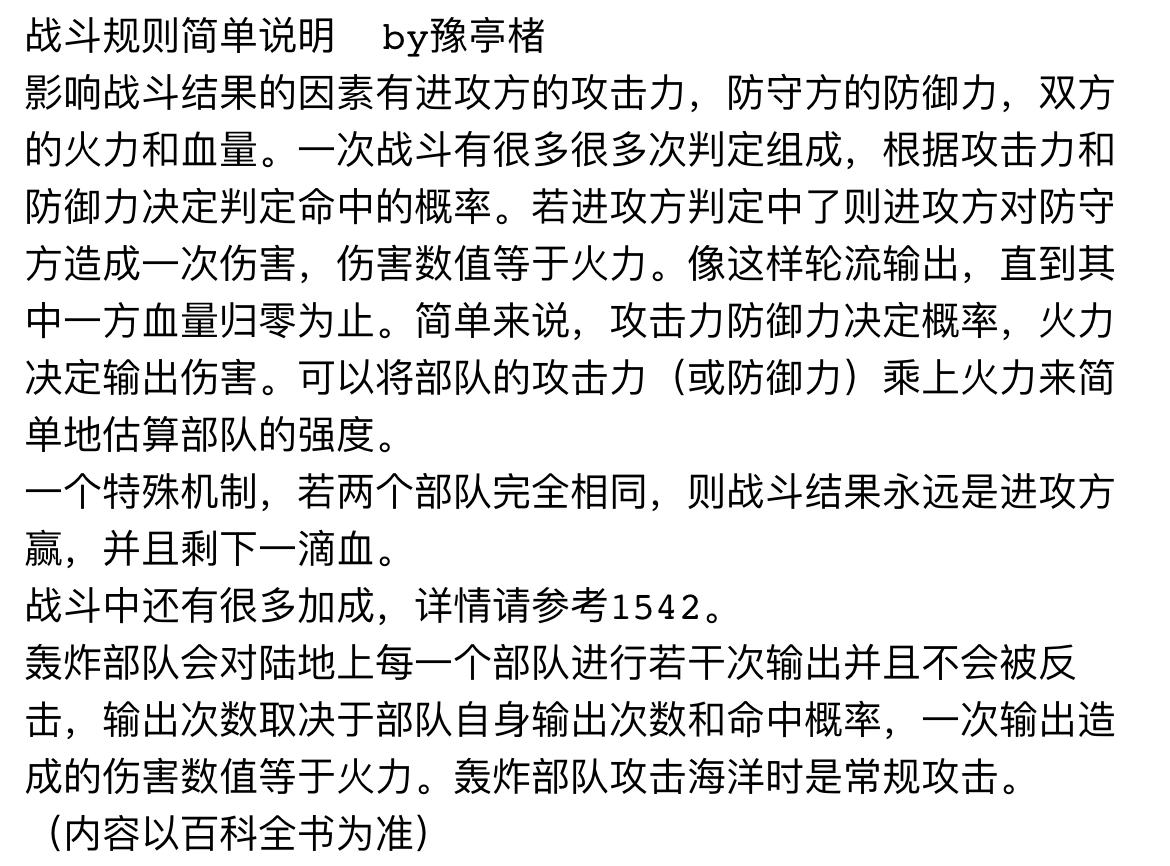 战斗规则简单说明  by豫亭楮
影响战斗结果的因素有进攻方的攻击力，防守方的防御力，双方
的火力和血量。一次战斗有很多很多次判定组成，根据攻击力和
防御力决定判定命中的概率。若进攻方判定中了则进攻方对防守
方造成一次伤害，伤害数值等于火力。像这样轮流输出，直到其
中一方血量归零为止。简单来说，攻击力防御力决定概率，火力
决定输出伤害。可以将部队的攻击力（或防御力）乘上火力来简
单地估算部队的强度。
一个特殊机制，若两个部队完全相同，则战斗结果永远是进攻方
赢，并且剩下一滴血。
战斗中还有很多加成，详情请参考1542。
轰炸部队会对陆地上每一个部队进行若干次输出并且不会被反
击，输出次数取决于部队自身输出次数和命中概率，一次输出造
成的伤害数值等于火力。轰炸部队攻击海洋时是常规攻击。
（内容以百科全书为准）